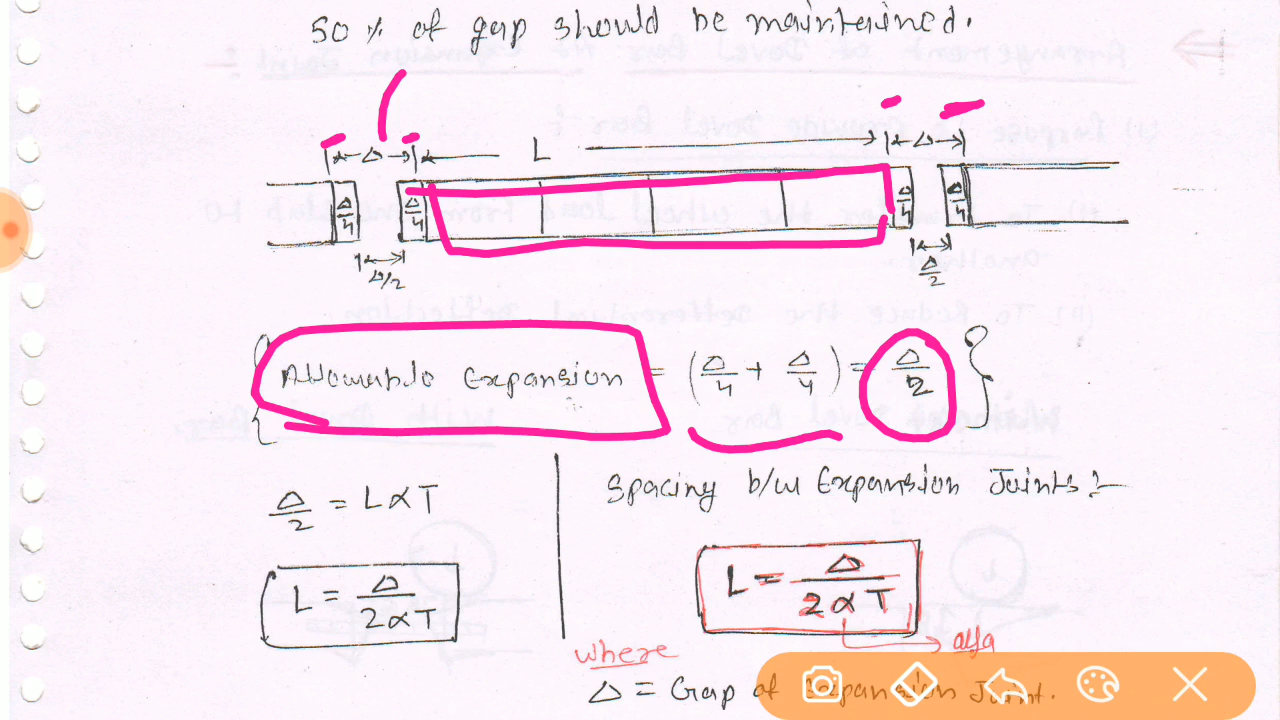 50 % of gap should be maintained.
Δ L Δ
Δ/4 Δ/4 Δ/4 Δ/4
Δ/2 Δ/2
Allowable Expansion = (Δ/4 + Δ/4) = Δ/2
Δ/2 = LαT
L = Δ/2αT
Spacing b/w Expansion Joints :-
L = Δ/2αT
where
alfa
Δ = Gap of Expansion Joint.